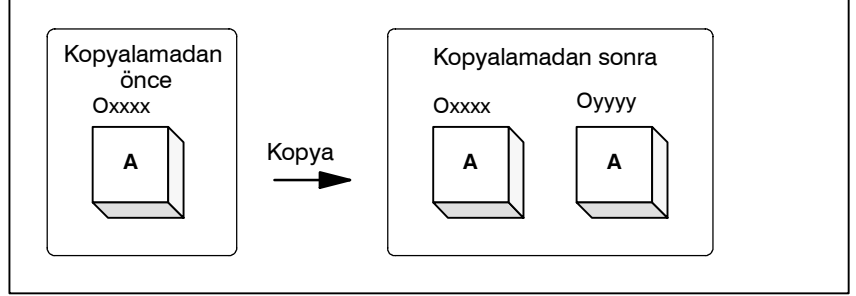 Kopyalamadan
önce
Oxxxx
A
Kopya
Kopyalamadan sonra
Oxxxx
Oyyyy
A
A